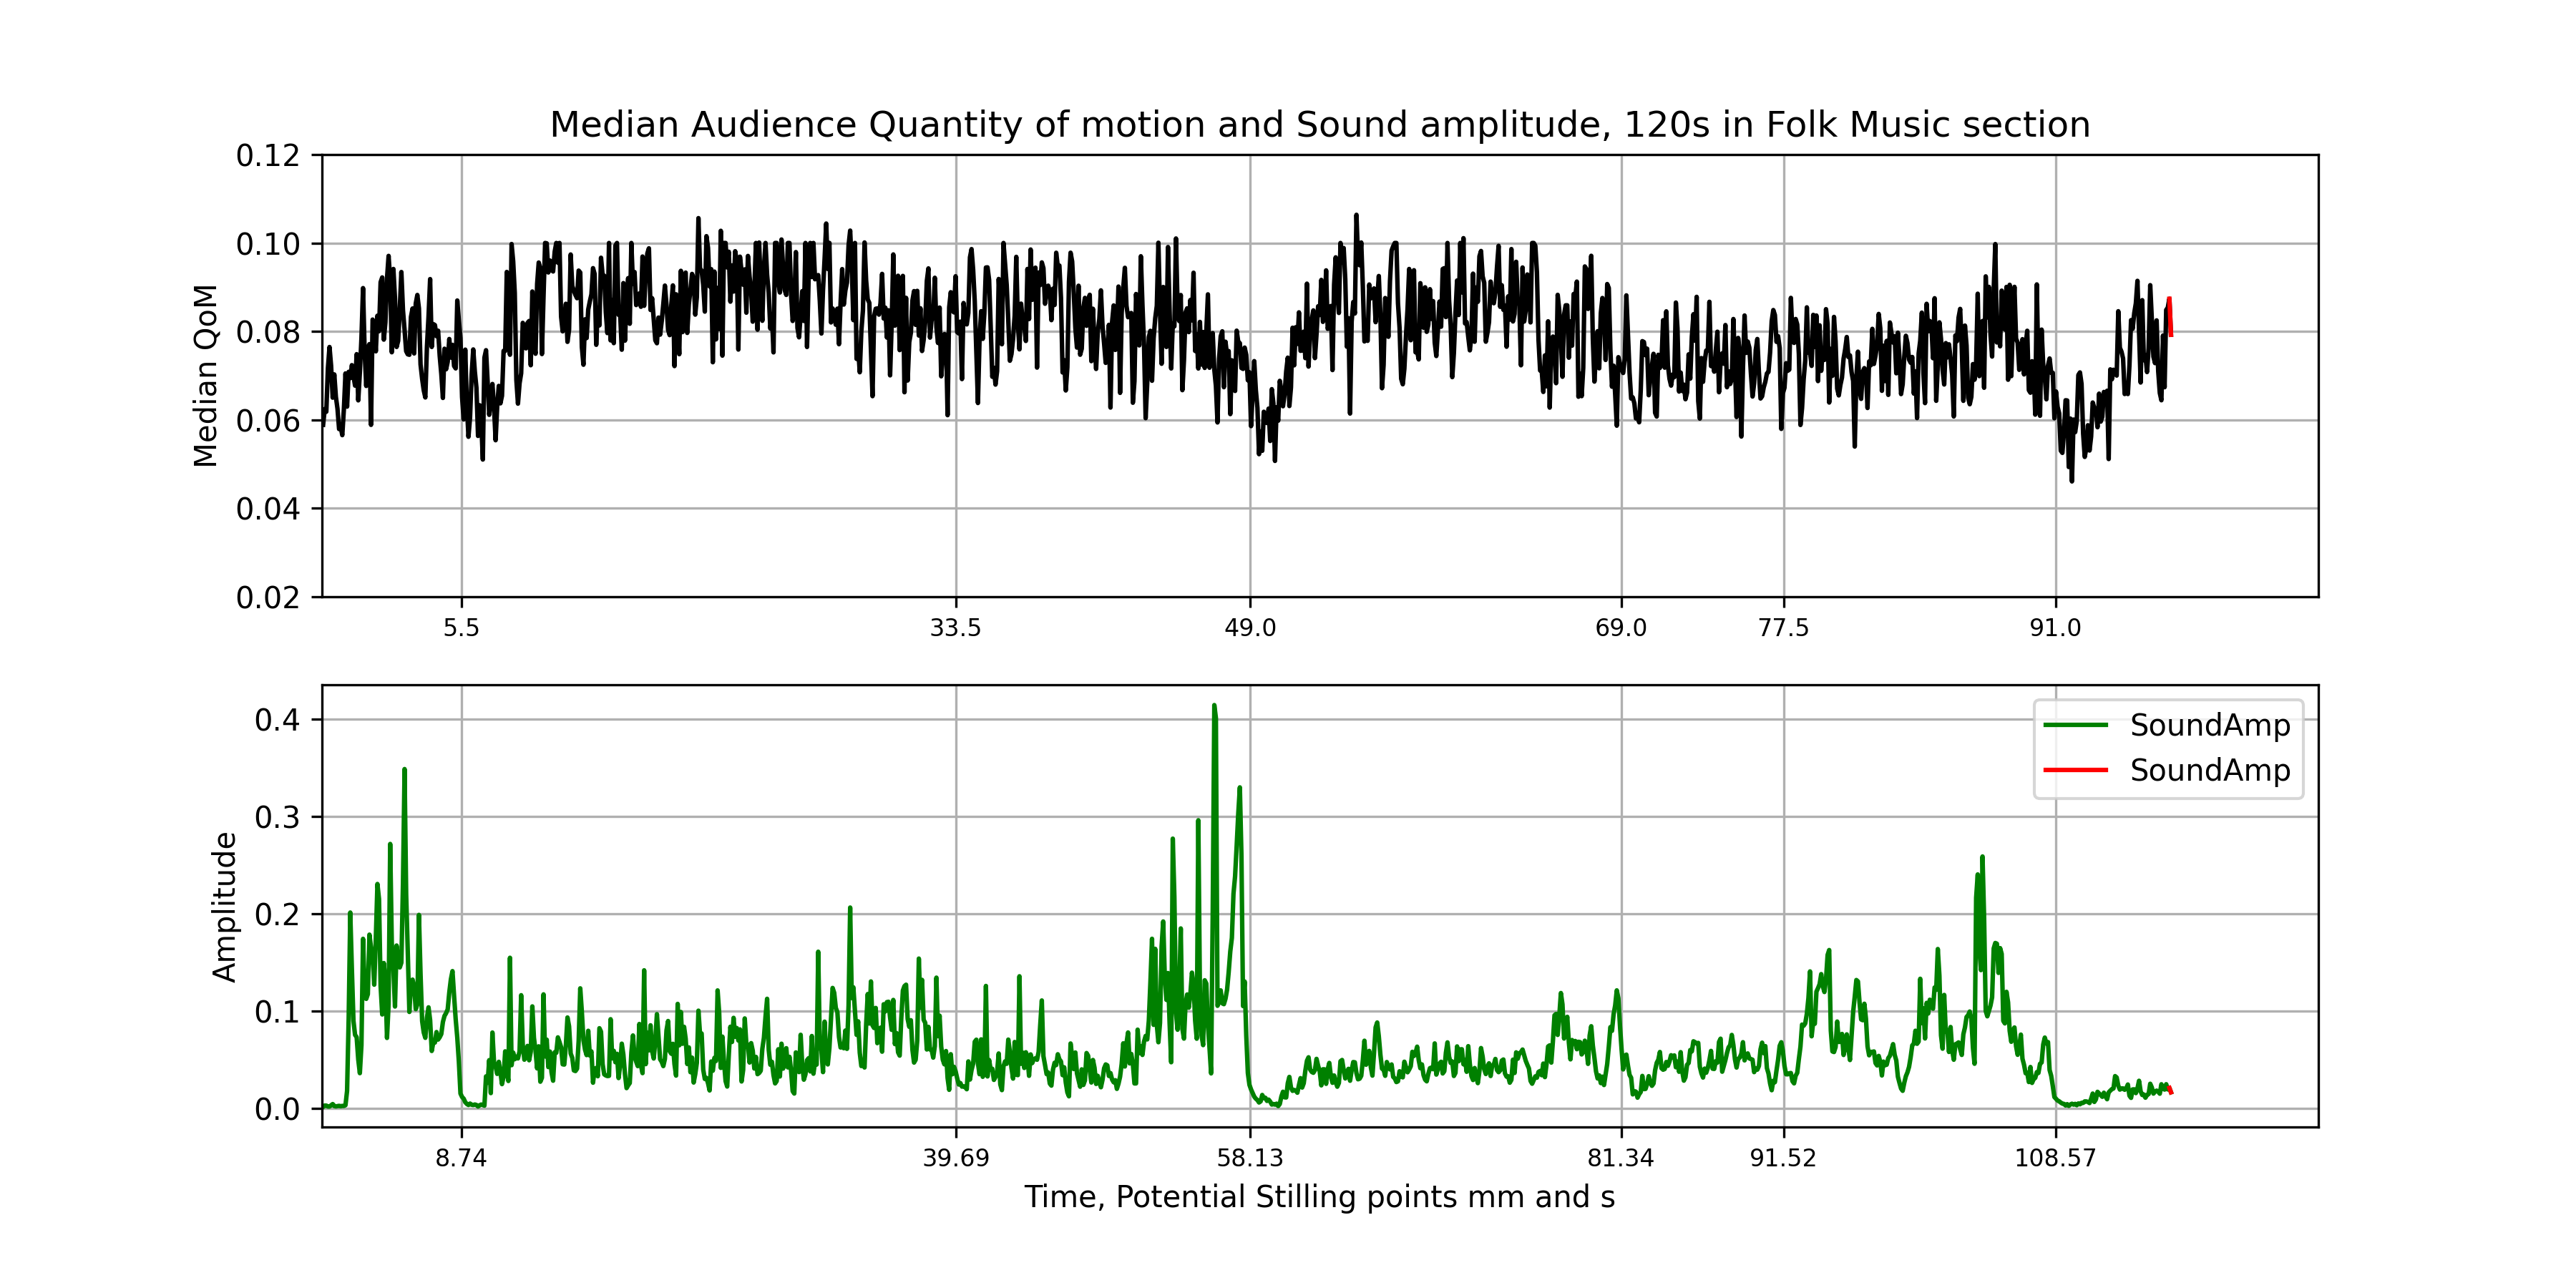 Median Audience Quantity of motion and Sound amplitude, 120s in Folk Music section
Median QoM
0.12
0.10
0.08
0.06
0.04
0.02
5.5 33.5 49.0 69.0 77.5 91.0
Amplitude
0.4
0.3
0.2
0.1
0.0
SoundAmp
SoundAmp
8.74 39.69 58.13 81.34 91.52 108.57
Time, Potential Stilling points mm and s